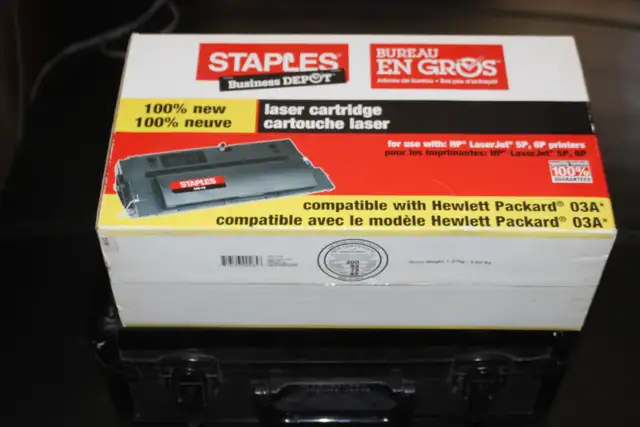 STAPLES
Business DEPOT
BUREAU
EN GROS
100% new
100% neuve
laser cartridge
cartouche laser
for use with: HP® LaserJet® 5P, 6P printers
pour les imprimantes: HP® LaserJet® 5P, 6P
100%
GUARANTEED
STAPLES
compatible with Hewlett Packard® 03A*
compatible avec le modèle Hewlett Packard® 03A*